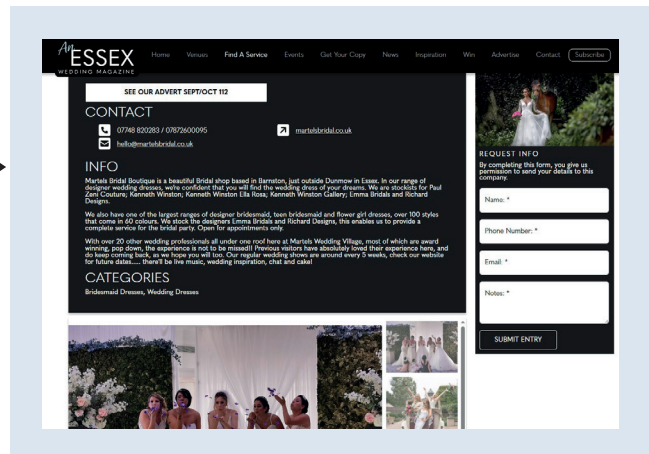 An
ESSEX
WEDDING MAGAZINE
Home Venues Find A Service Events Get Your Copy News Inspiration Win Advertise Contact Subscribe
SEE OUR ADVERT SEPT/OCT 112
CONTACT
07748 820283 / 07872600095
martelsbridal.co.uk
hello@martelsbridal.co.uk
INFO
Martels Bridal Boutique is a beautiful Bridal shop based in Barnston, just outside Dunmow in Essex. In our range of
designer wedding dresses, we're confident that you will find the wedding dress of your dreams. We are stockists for Paul
Zeni Couture; Kenneth Winston; Kenneth Winston Ella Rosa; Kenneth Winston Gallery; Emma Bridals and Richard
Designs.
We also have one of the largest ranges of designer bridesmaid, teen bridesmaid and flower girl dresses, over 100 styles
that come in 60 colours. We stock the designers Emma Bridals and Richard Designs, this enables us to provide a
complete service for the bridal party. Open for appointments only.
With over 20 other wedding professionals all under one roof here at Martels Wedding Village, most of which are award
winning, pop down, the experience is not to be missed!! Previous visitors have absolutely loved their experience here, and
do keep coming back, as we hope you will too. Our regular wedding shows are around every 5 weeks, check our website
for future dates..... there'll be live music, wedding inspiration, chat and cake!
CATEGORIES
Bridesmaid Dresses, Wedding Dresses
REQUEST INFO
By completing this form, you give us
permission to send your details to this
company.
Name: *
Phone Number: *
Email: *
Notes: *
SUBMIT ENTRY